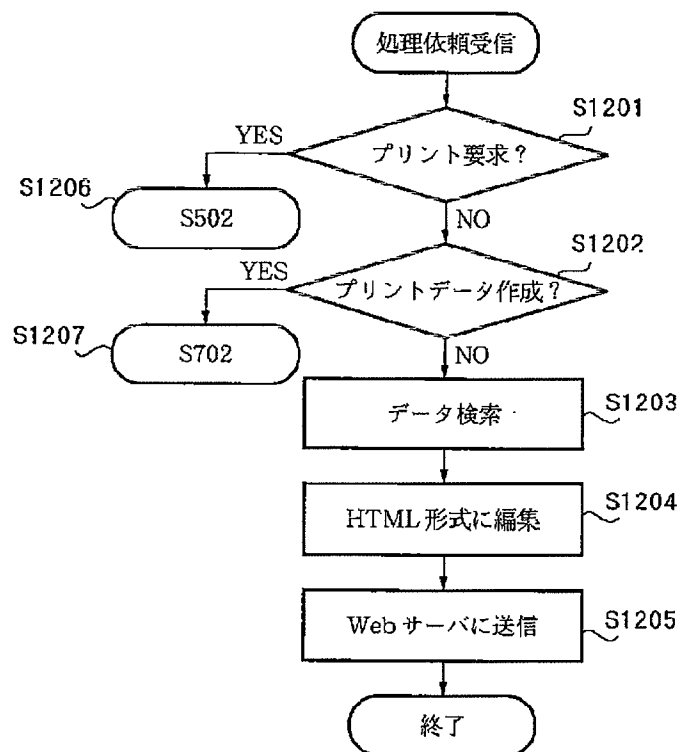 処理依頼受信
S1201
プリント要求?
YES
S1206
S502
NO
S1202
プリントデータ作成?
YES
S1207
S702
NO
データ検索
S1203
HTML形式に編集
S1204
Webサーバに送信
S1205
終了